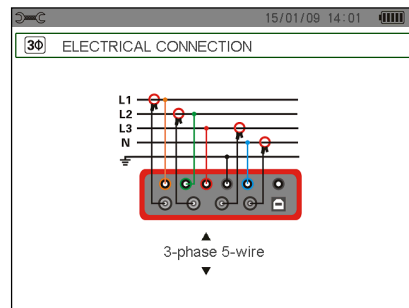 15/01/09 14:01
3Φ ELECTRICAL CONNECTION
L1
L2
L3
N
3-phase 5-wire